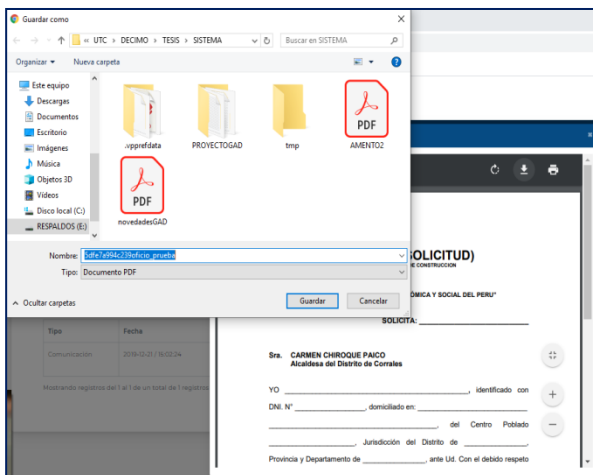 Guardar como
« UTC > DECIMO > TESIS > SISTEMA
Buscar en SISTEMA
Organizar
Nueva carpeta
Este equipo
Descargas
Documentos
Escritorio
Imágenes
Música
Objetos 3D
Vídeos
Disco local (C:)
RESPALDOS (E:)
.vpprefdata
PROYECTOGAD
tmp
PDF
AMENTO2
PDF
novedadesGAD
Nombre: 5dfe7a994c239oficio_prueba
Tipo: Documento PDF
Ocultar carpetas
Guardar
Cancelar
Tipo
Fecha
Comunicación
2019-12-21 / 15:02:24
Mostrando registros del 1 al 1 de un total de 1 registros
OLICITUD)
DE CONSTRUCCION
ÓMICA Y SOCIAL DEL PERU"
SOLICITA:
Sra. CARMEN CHIROQUE PAICO
Alcaldesa del Distrito de Corrales
YO , identificado con
DNI. N° , domiciliado en:
, del Centro Poblado
, Jurisdicción del Distrito de ,
Provincia y Departamento de , ante Ud. Con el debido respeto